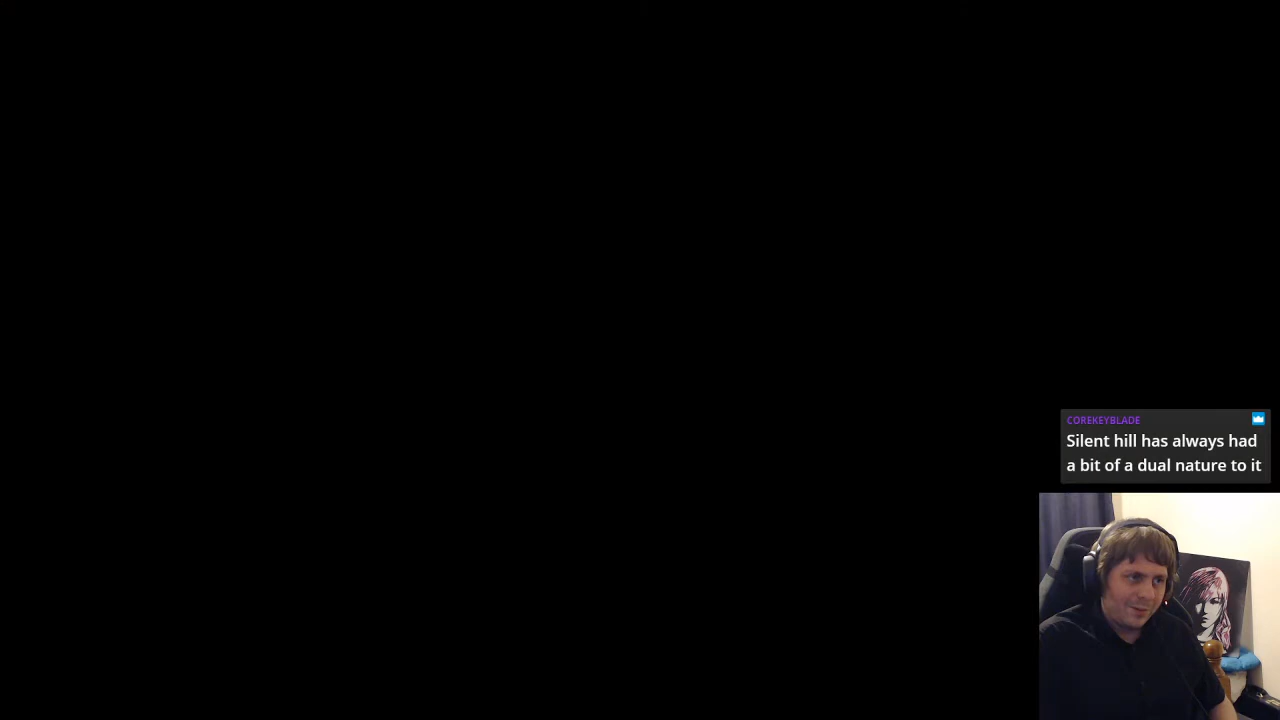 COREKEYBLADE
Silent hill has always had
a bit of a dual nature to it